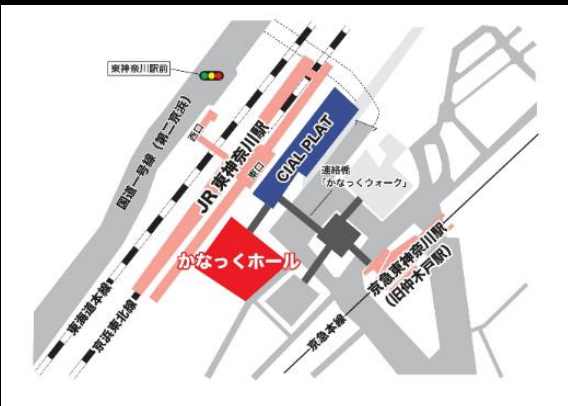 東神奈川駅前
国道一号線（第二京浜）
西口
JR 東神奈川駅
東口
CIAL PLAT
連絡橋
「かなっくウォーク」
かなっくホール
京急東神奈川駅
（旧仲木戸駅）
東海道本線
京浜東北線
京急本線